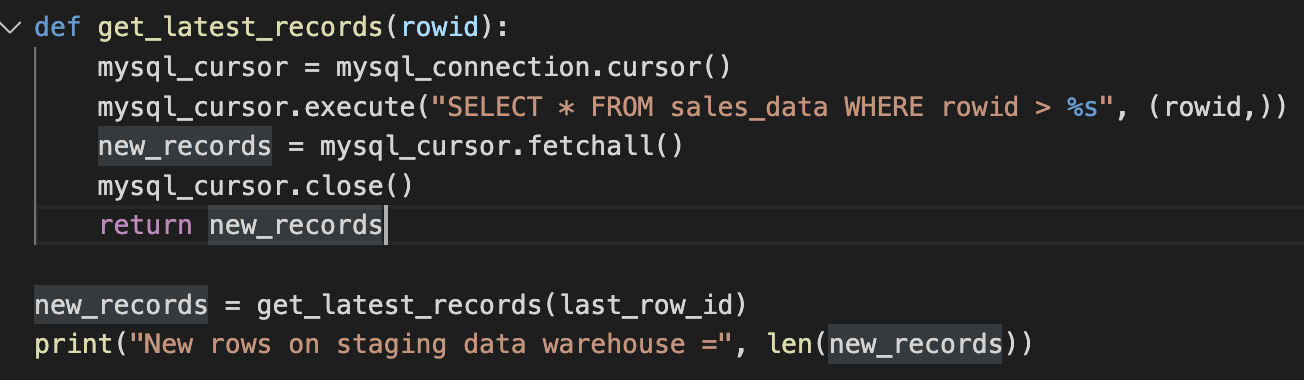 def get_latest_records(rowid):
    mysql_cursor = mysql_connection.cursor()
    mysql_cursor.execute("SELECT * FROM sales_data WHERE rowid > %s", (rowid,))
    new_records = mysql_cursor.fetchall()
    mysql_cursor.close()
    return new_records

new_records = get_latest_records(last_row_id)
print("New rows on staging data warehouse =", len(new_records))